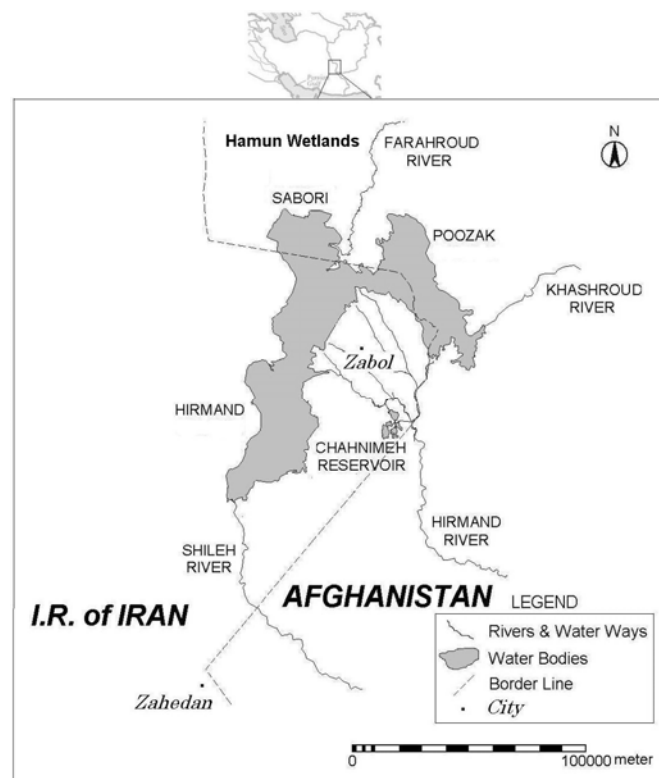 Hamun Wetlands
FARAHROUD
RIVER
N
SABORI
POOZAK
KHASHROUD
RIVER
Zabol
HIRMAND
CHAHNIMEH
RESERVOIR
HIRMAND
RIVER
SHILEH
RIVER
AFGHANISTAN
I.R. of IRAN
LEGEND
Rivers & Water Ways
Water Bodies
Border Line
City
Zahedan
0 100000 meter